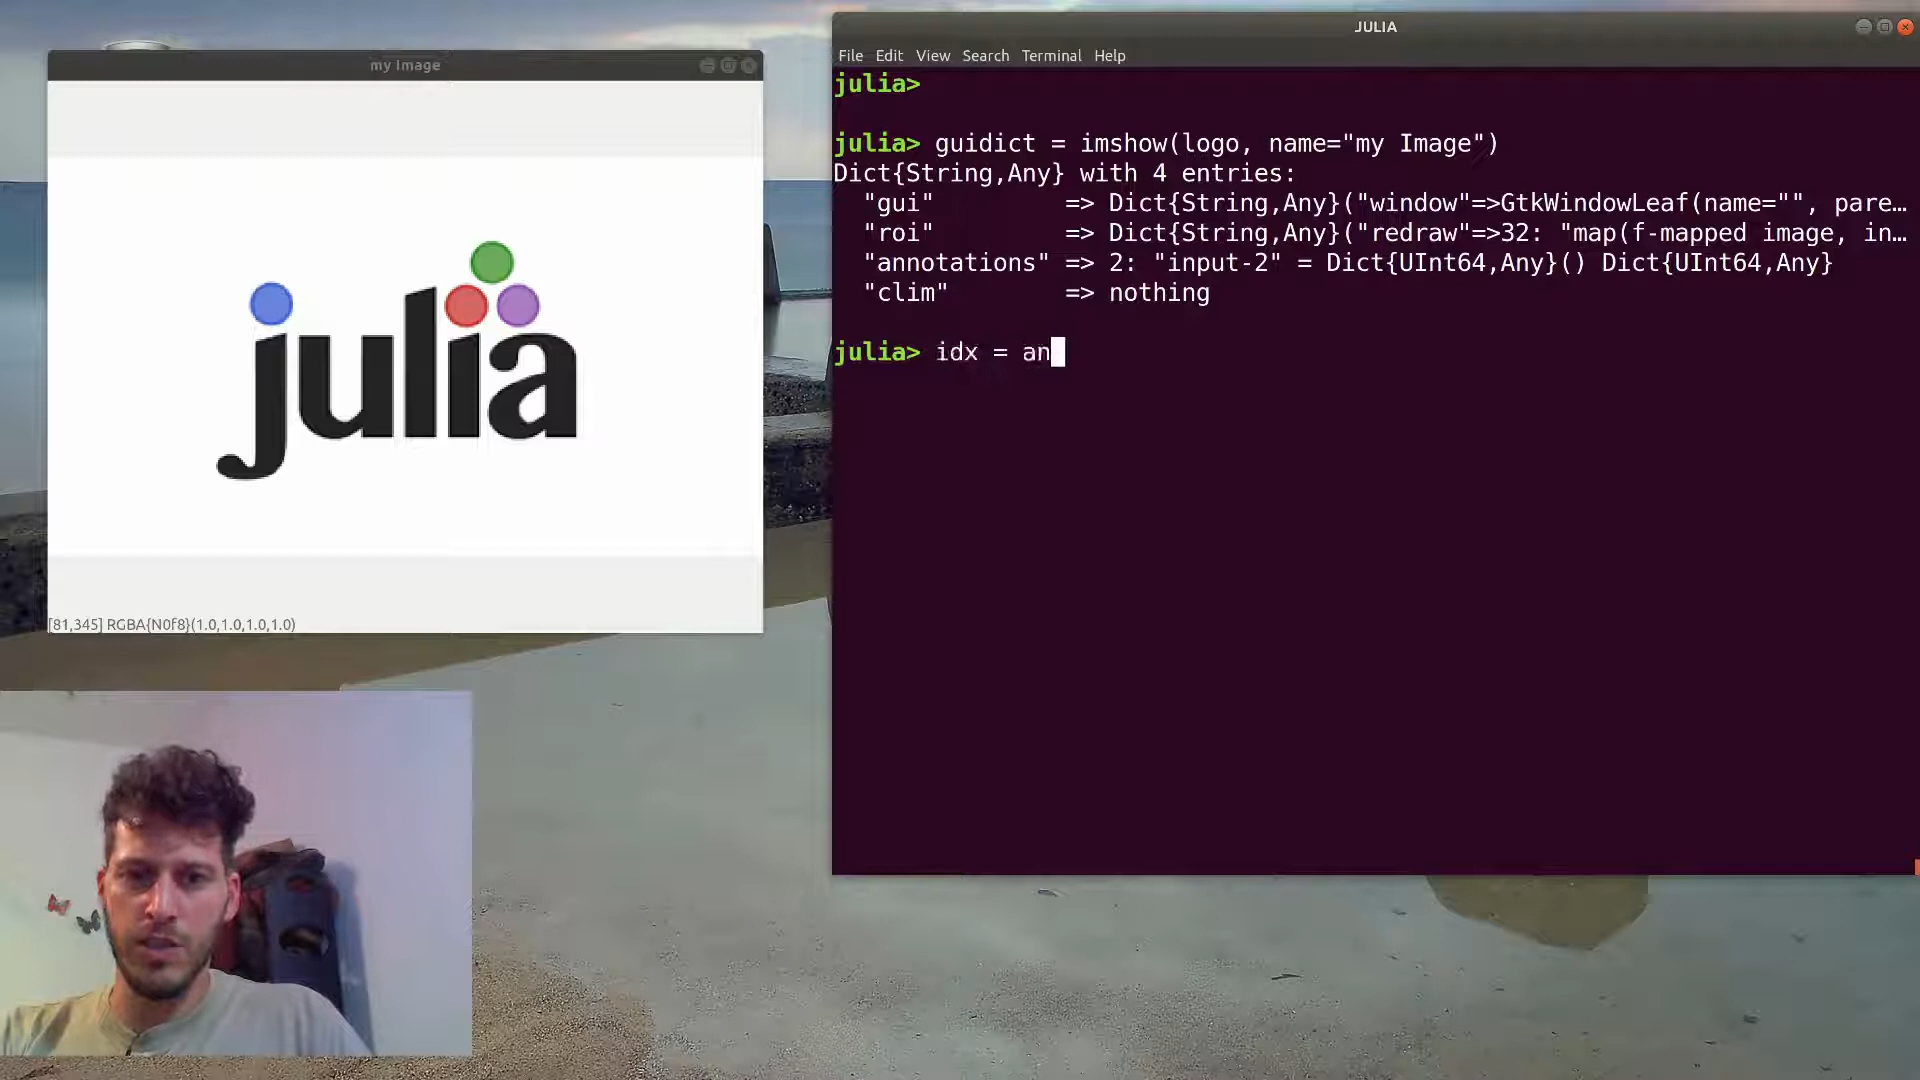 my Image
julia
[81,345] RGBA{N0f8}(1.0,1.0,1.0,1.0)
JULIA
File Edit View Search Terminal Help
julia>
julia> guidict = imshow(logo, name="my Image")
Dict{String,Any} with 4 entries:
"gui" => Dict{String,Any}("window"=>GtkWindowLeaf(name="", pare…
"roi" => Dict{String,Any}("redraw"=>32: "map(f-mapped image, in…
"annotations" => 2: "input-2" = Dict{UInt64,Any}() Dict{UInt64,Any}
"clim" => nothing
julia> idx = an